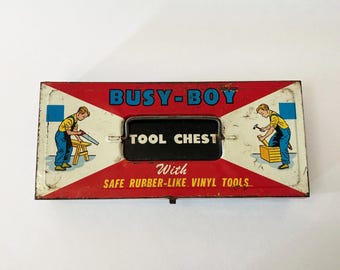 BUSY-BOY
TOOL CHEST
With
SAFE RUBBER-LIKE VINYL TOOLS